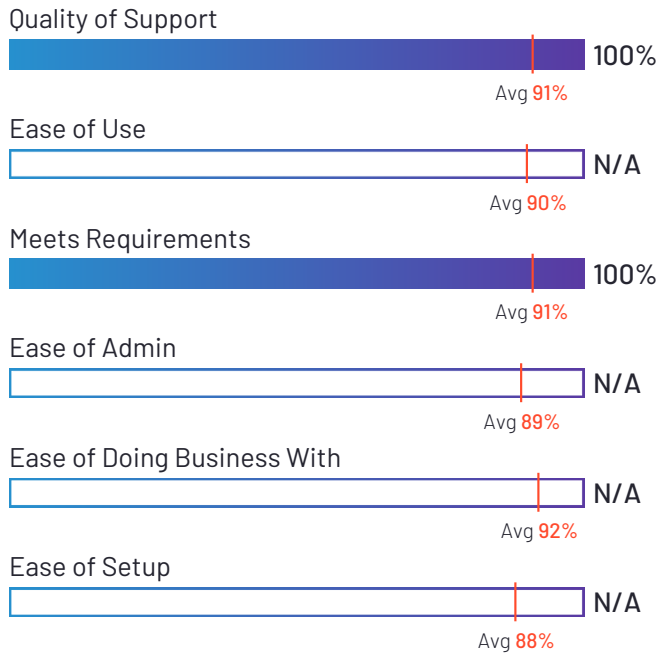 Quality of Support
100%
Avg 91%
Ease of Use
N/A
Avg 90%
Meets Requirements
100%
Avg 91%
Ease of Admin
N/A
Avg 89%
Ease of Doing Business With
N/A
Avg 92%
Ease of Setup
N/A
Avg 88%